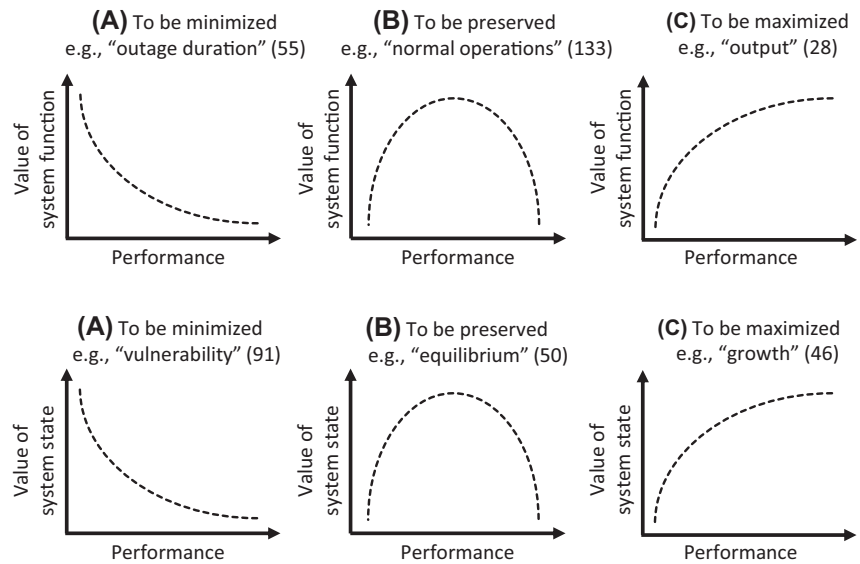 (A) To be minimized
e.g., “outage duration” (55)
Value of
system function
Performance
(B) To be preserved
e.g., “normal operations” (133)
Value of
system function
Performance
(C) To be maximized
e.g., “output” (28)
Value of
system function
Performance
(A) To be minimized
e.g., “vulnerability” (91)
Value of
system state
Performance
(B) To be preserved
e.g., “equilibrium” (50)
Value of
system state
Performance
(C) To be maximized
e.g., “growth” (46)
Value of
system state
Performance